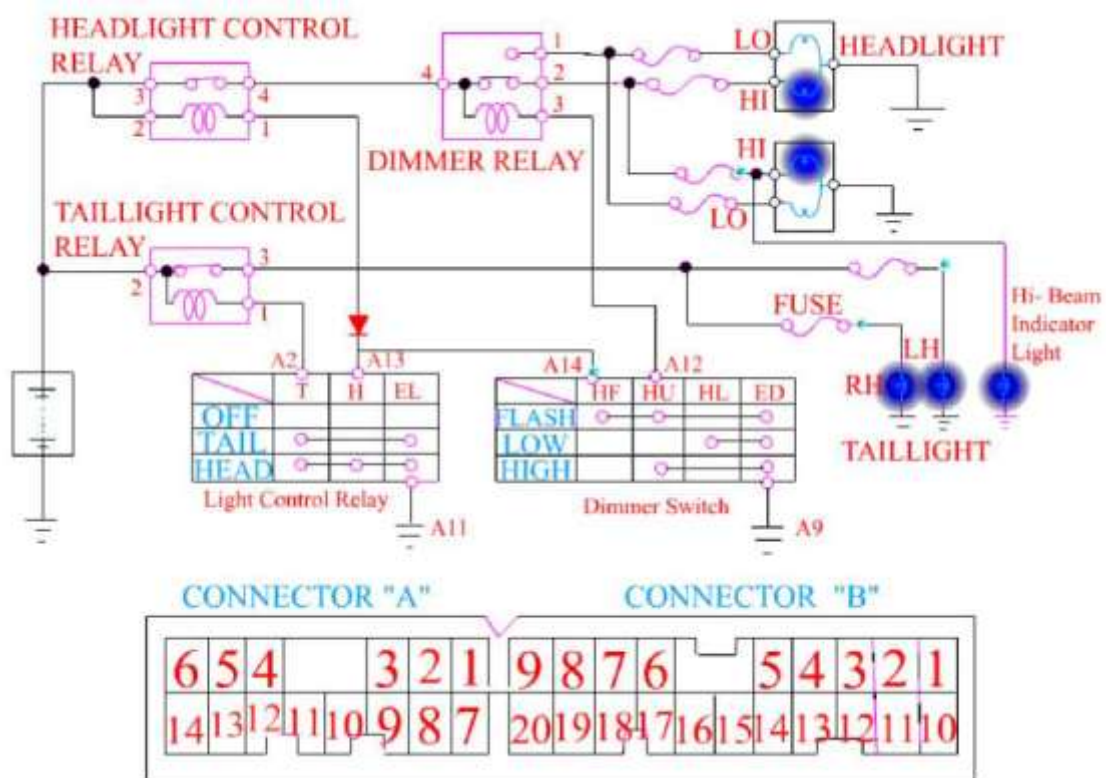 HEADLIGHT CONTROL
RELAY
3
4
2
1
4
1
2
3
DIMMER RELAY
LO
HEADLIGHT
HI
HI
LO
TAILLIGHT CONTROL
RELAY
2
3
1
FUSE
Hi- Beam
Indicator
Light
LH
RH
TAILLIGHT
A2
A13
A14
A12
T H EL
OFF
TAIL
HEAD
Light Control Relay
A11
HF HU HL ED
FLASH
LOW
HIGH
Dimmer Switch
A9
CONNECTOR "A"
CONNECTOR "B"
6 5 4 3 2 1 9 8 7 6 5 4 3 2 1
14 13 12 11 10 9 8 7 20 19 18 17 16 15 14 13 12 11 10